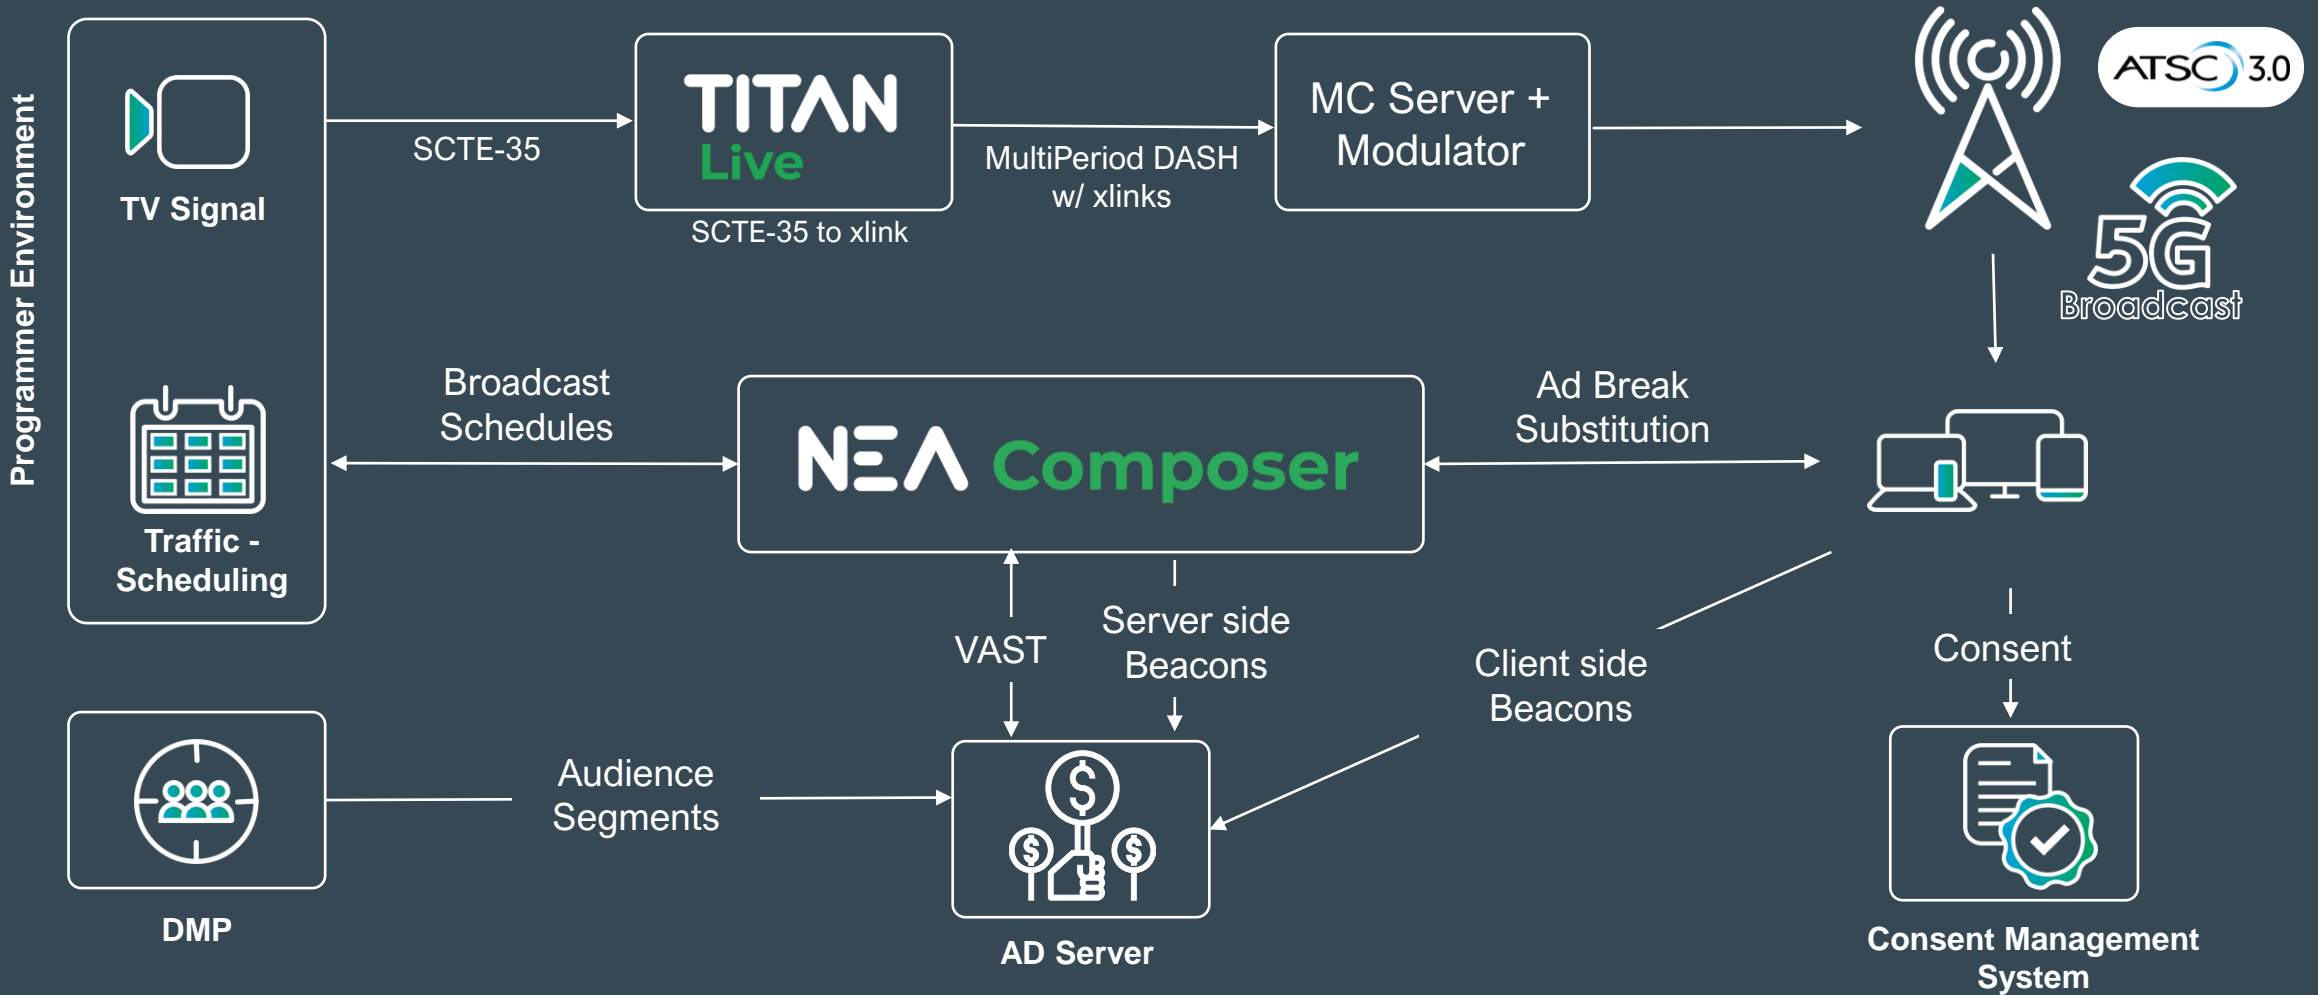 Programmer Environment
TV Signal
Traffic -
Scheduling
SCTE-35
TITAN
Live
SCTE-35 to xlink
MultiPeriod DASH
w/ xlinks
MC Server +
Modulator
ATSC 3.0
5G
Broadcast
Broadcast
Schedules
NEA Composer
Ad Break
Substitution
VAST
Server side
Beacons
Client side
Beacons
Consent
Audience
Segments
DMP
$
$
$
AD Server
Consent Management
System